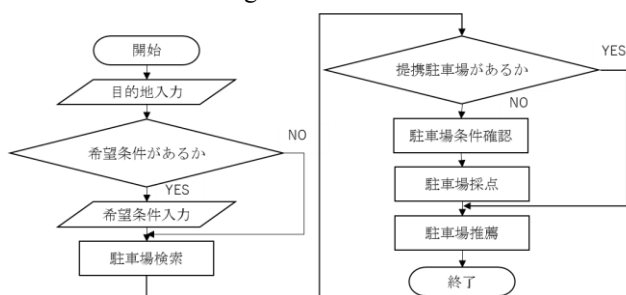 開始
目的地入力
希望条件があるか
NO
YES
希望条件入力
駐車場検索
提携駐車場があるか
YES
NO
駐車場条件確認
駐車場採点
駐車場推薦
終了